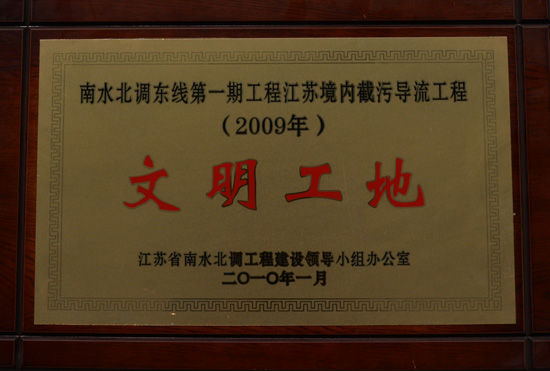 南水北调东线第一期工程江苏境内截污导流工程
（2009年）
文明工地
江苏省南水北调工程建设领导小组办公室
二〇一〇年一月